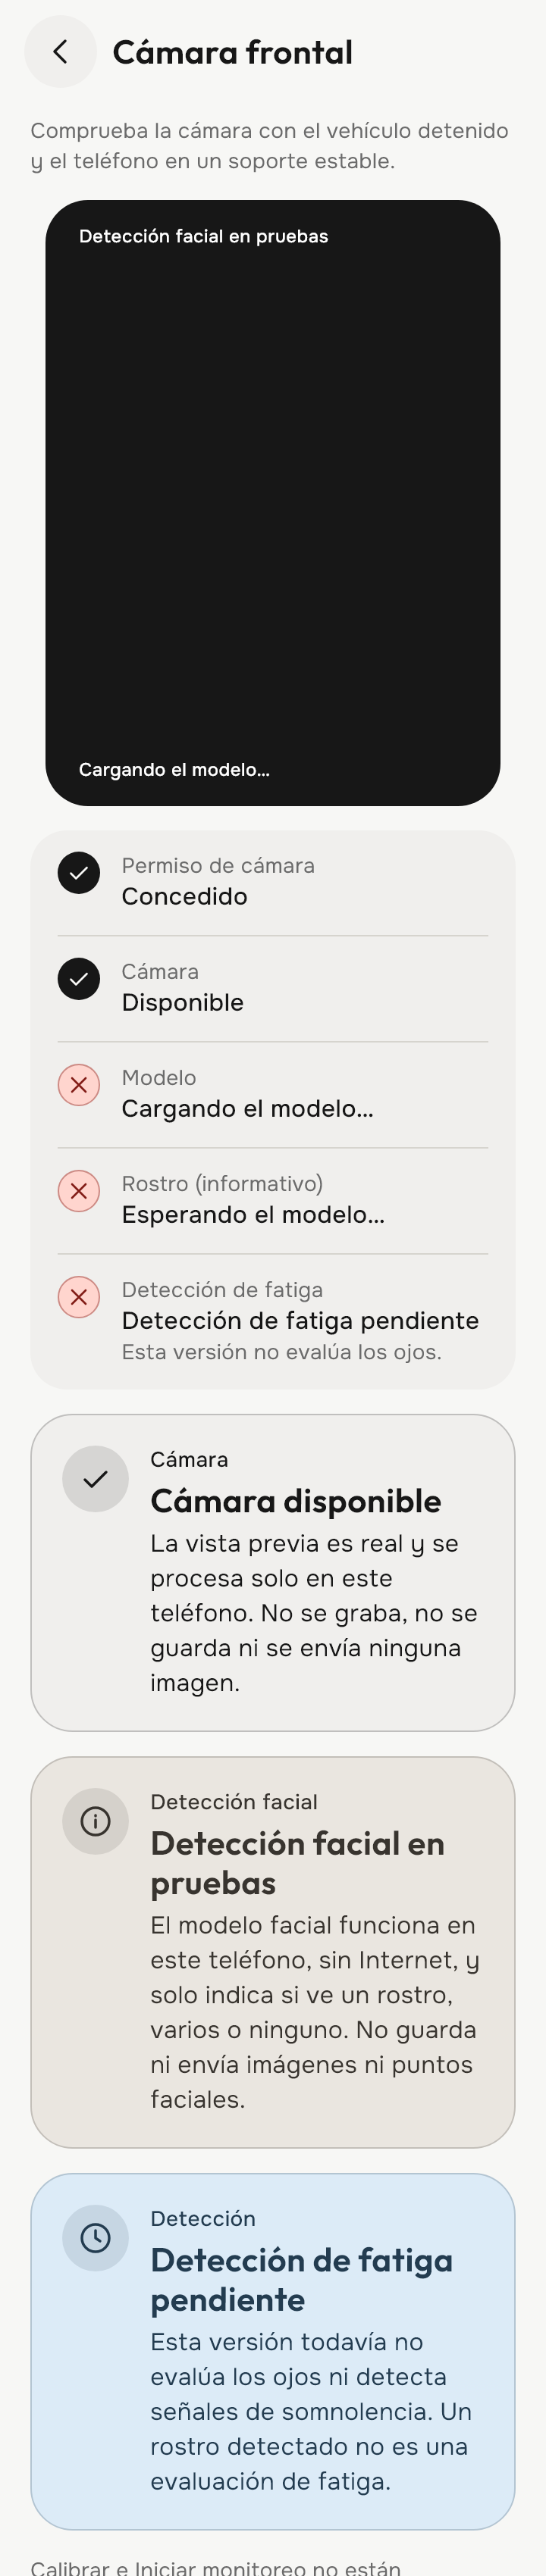 Cámara frontal
Comprueba la cámara con el vehículo detenido
y el teléfono en un soporte estable.
Detección facial en pruebas
Cargando el modelo...
Permiso de cámara
Concedido
Cámara
Disponible
Modelo
Cargando el modelo...
Rostro (informativo)
Esperando el modelo...
Detección de fatiga
Detección de fatiga pendiente
Esta versión no evalúa los ojos.
Cámara
Cámara disponible
La vista previa es real y se
procesa solo en este
teléfono. No se graba, no se
guarda ni se envía ninguna
imagen.
Detección facial
Detección facial en
pruebas
El modelo facial funciona en
este teléfono, sin Internet, y
solo indica si ve un rostro,
varios o ninguno. No guarda
ni envía imágenes ni puntos
faciales.
Detección
Detección de fatiga
pendiente
Esta versión todavía no
evalúa los ojos ni detecta
señales de somnolencia. Un
rostro detectado no es una
evaluación de fatiga.
Calibrar e Iniciar monitoreo no están